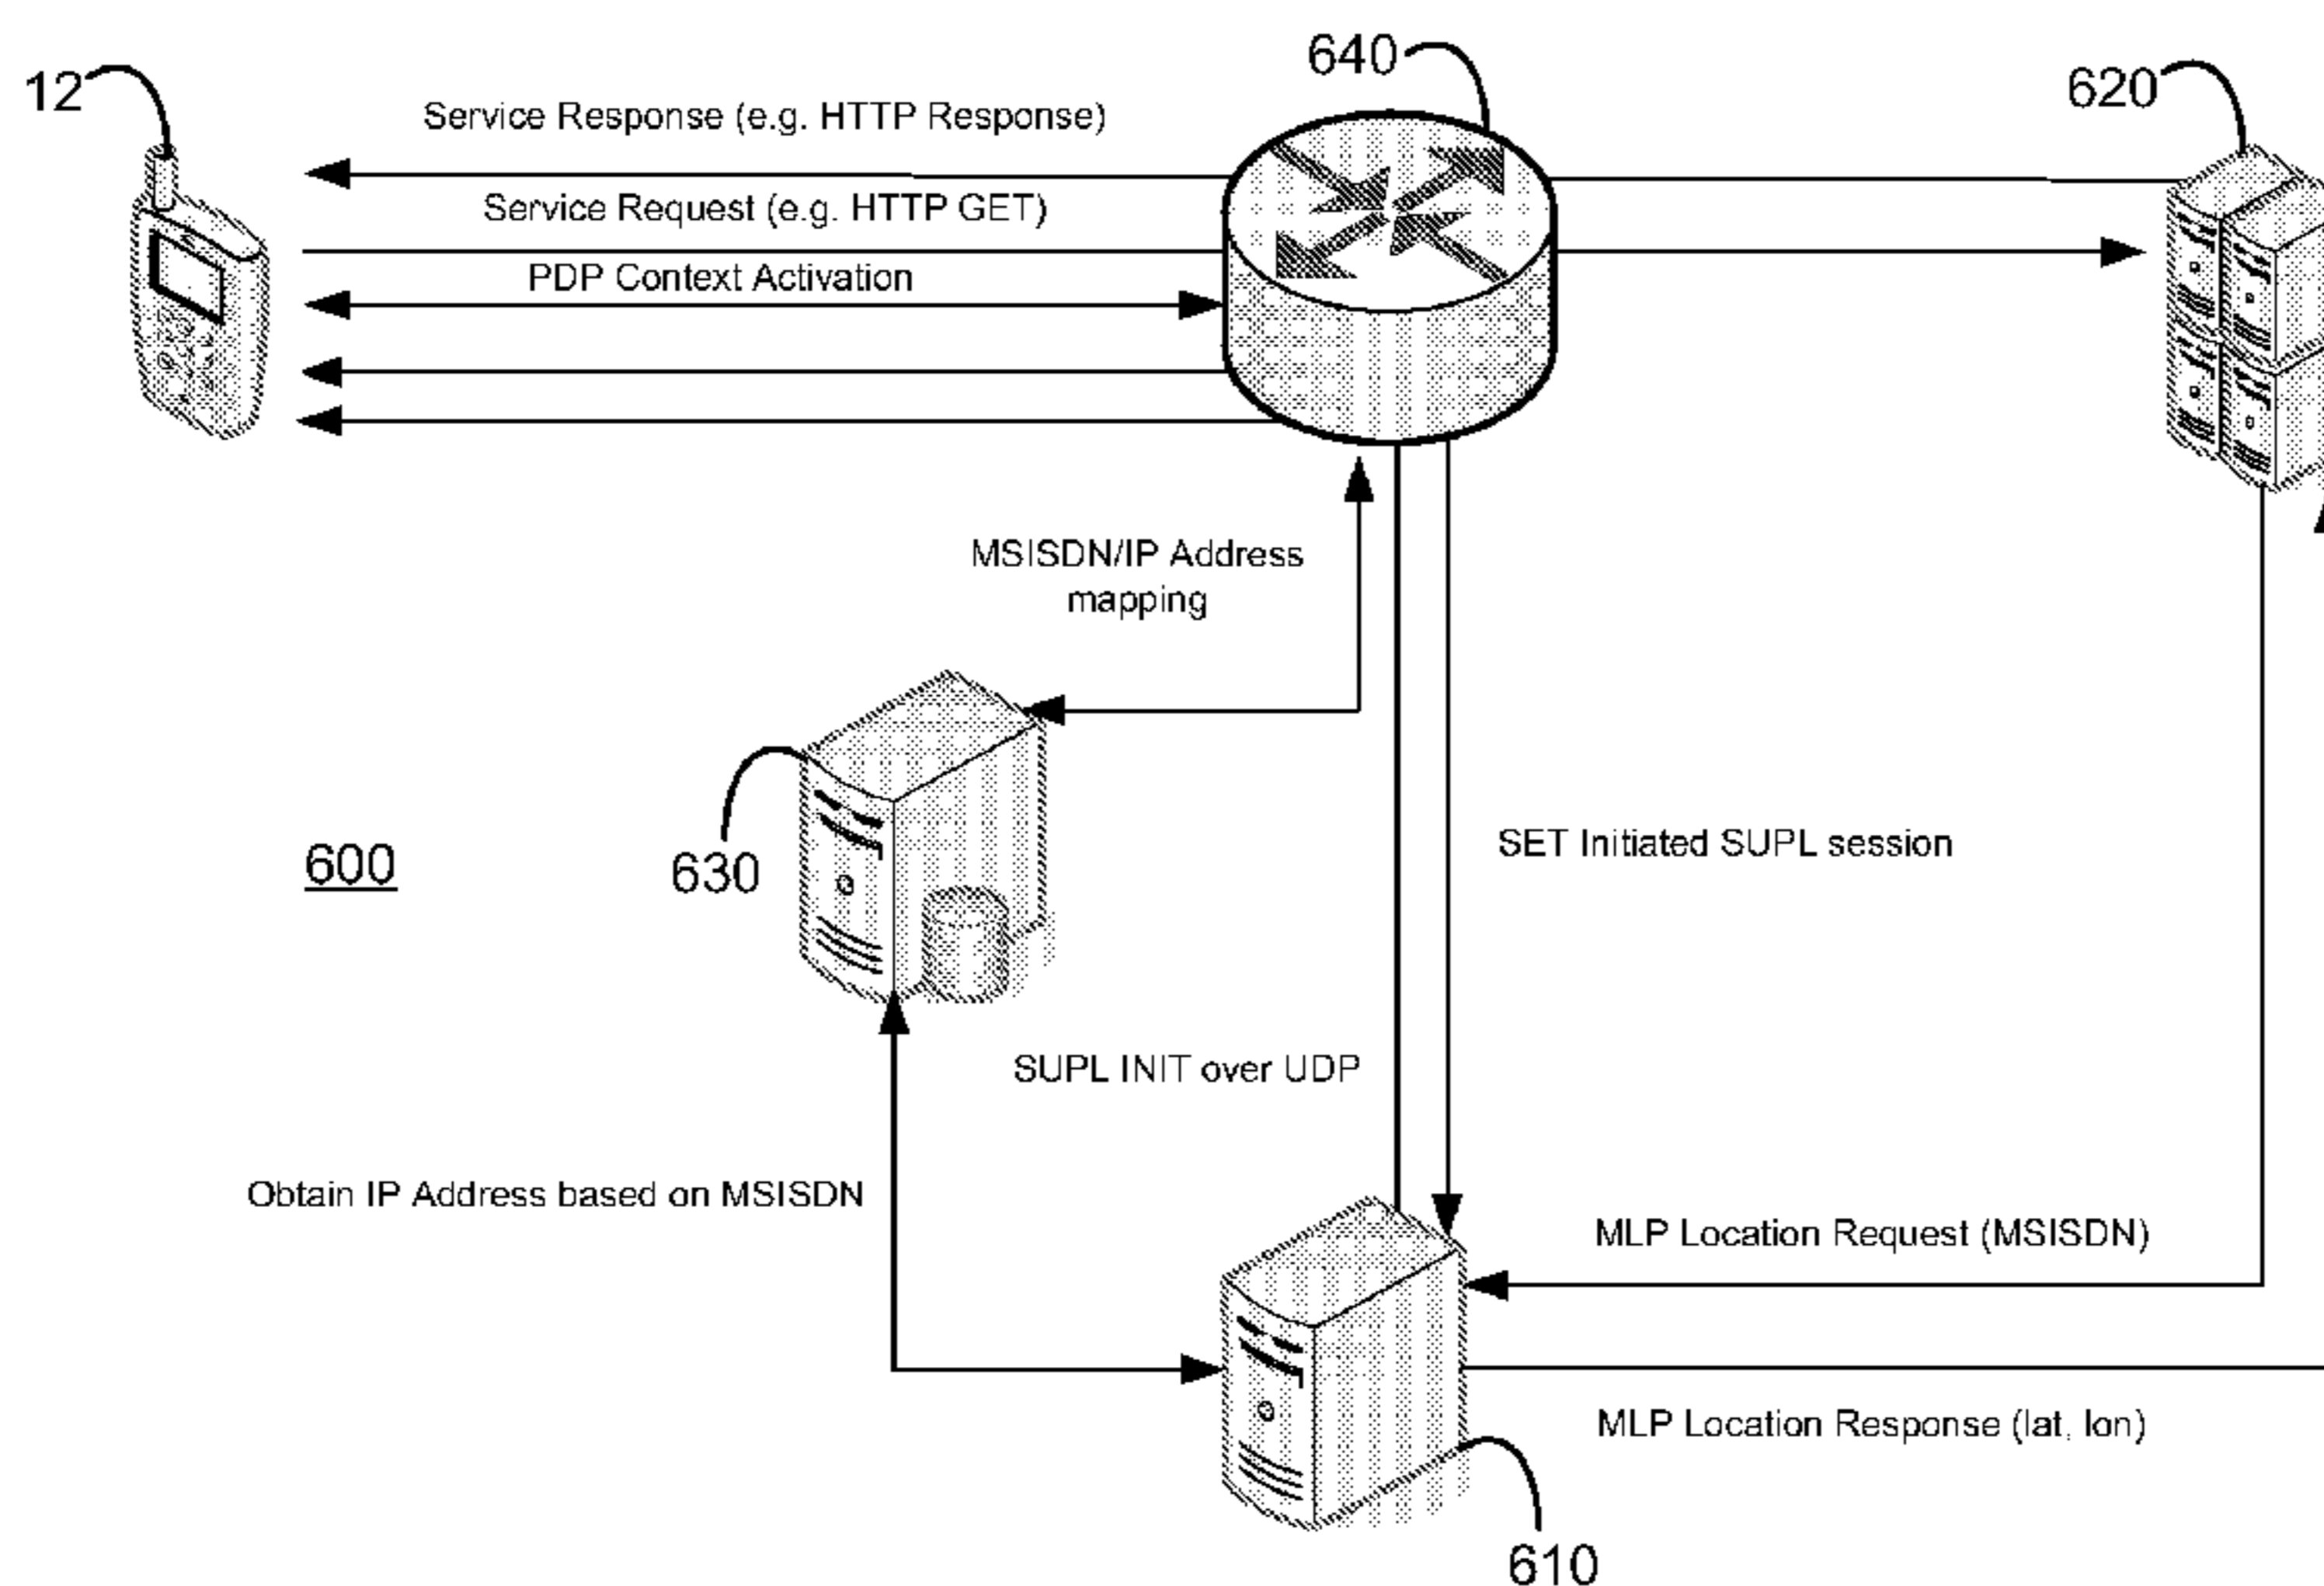 640
620
12
Service Response (e.g. HTTP Response)
Service Request (e.g. HTTP GET)
PDP Context Activation
MSISDN/IP Address
mapping
SET Initiated SUPL session
600
630
SUPL INIT over UDP
Obtain IP Address based on MSISDN
MLP Location Request (MSISDN)
MLP Location Response (lat, lon)
610